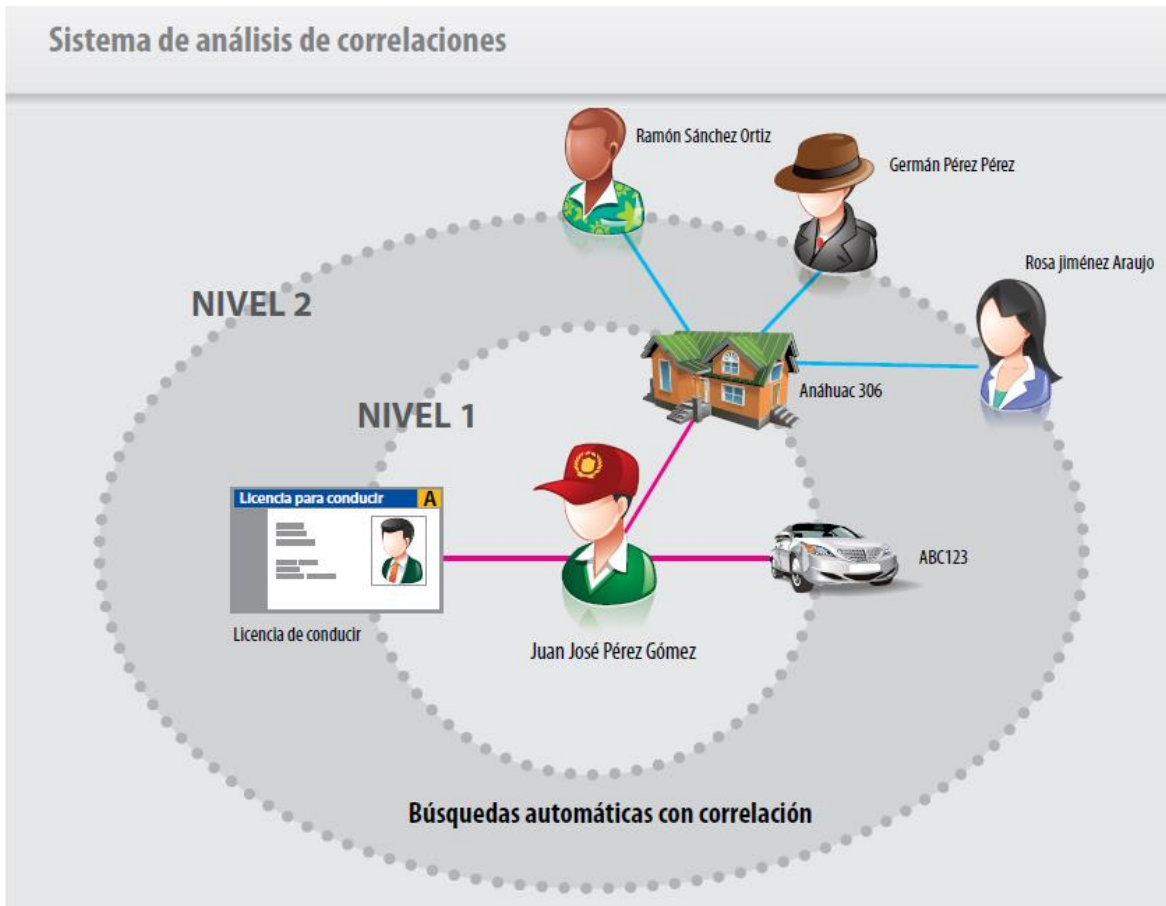 Sistema de análisis de correlaciones
Ramón Sánchez Ortiz
Germán Pérez Pérez
Rosa jiménez Araujo
NIVEL 2
Anáhuac 306
NIVEL 1
Licencia para conducir A
ABC123
Licencia de conducir
Juan José Pérez Gómez
Búsquedas automáticas con correlación